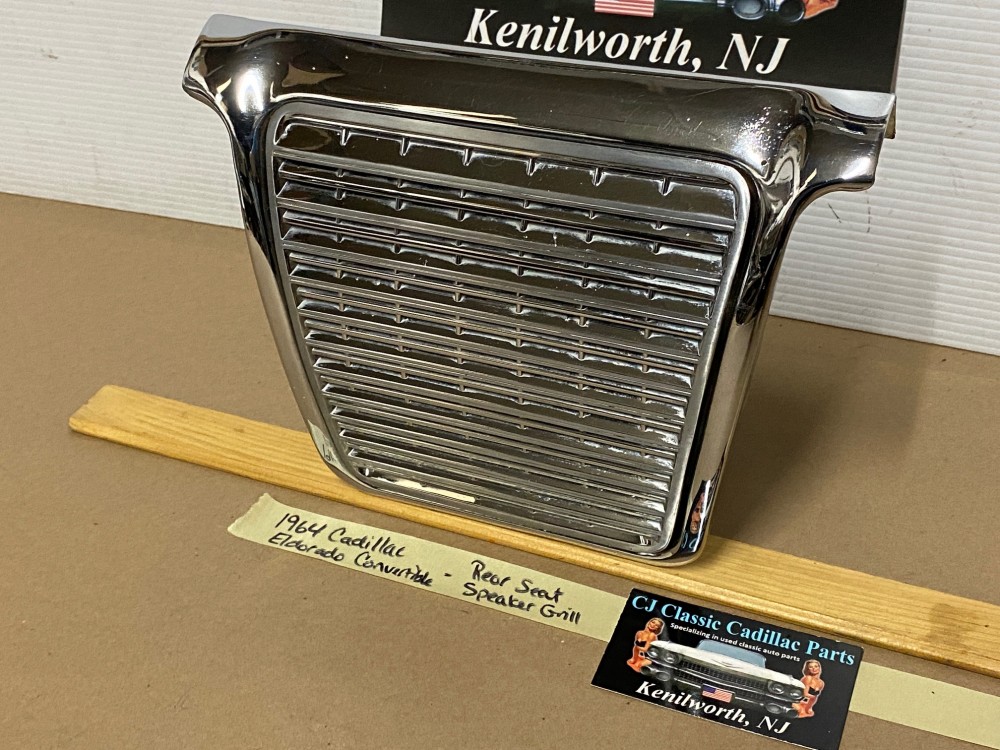 Kenilworth, NJ
1964 Cadillac
Eldorado Convertible - Rear Seat
Speaker Grill
CJ Classic Cadillac Parts
Specializing in used classic auto parts
Kenilworth, NJ